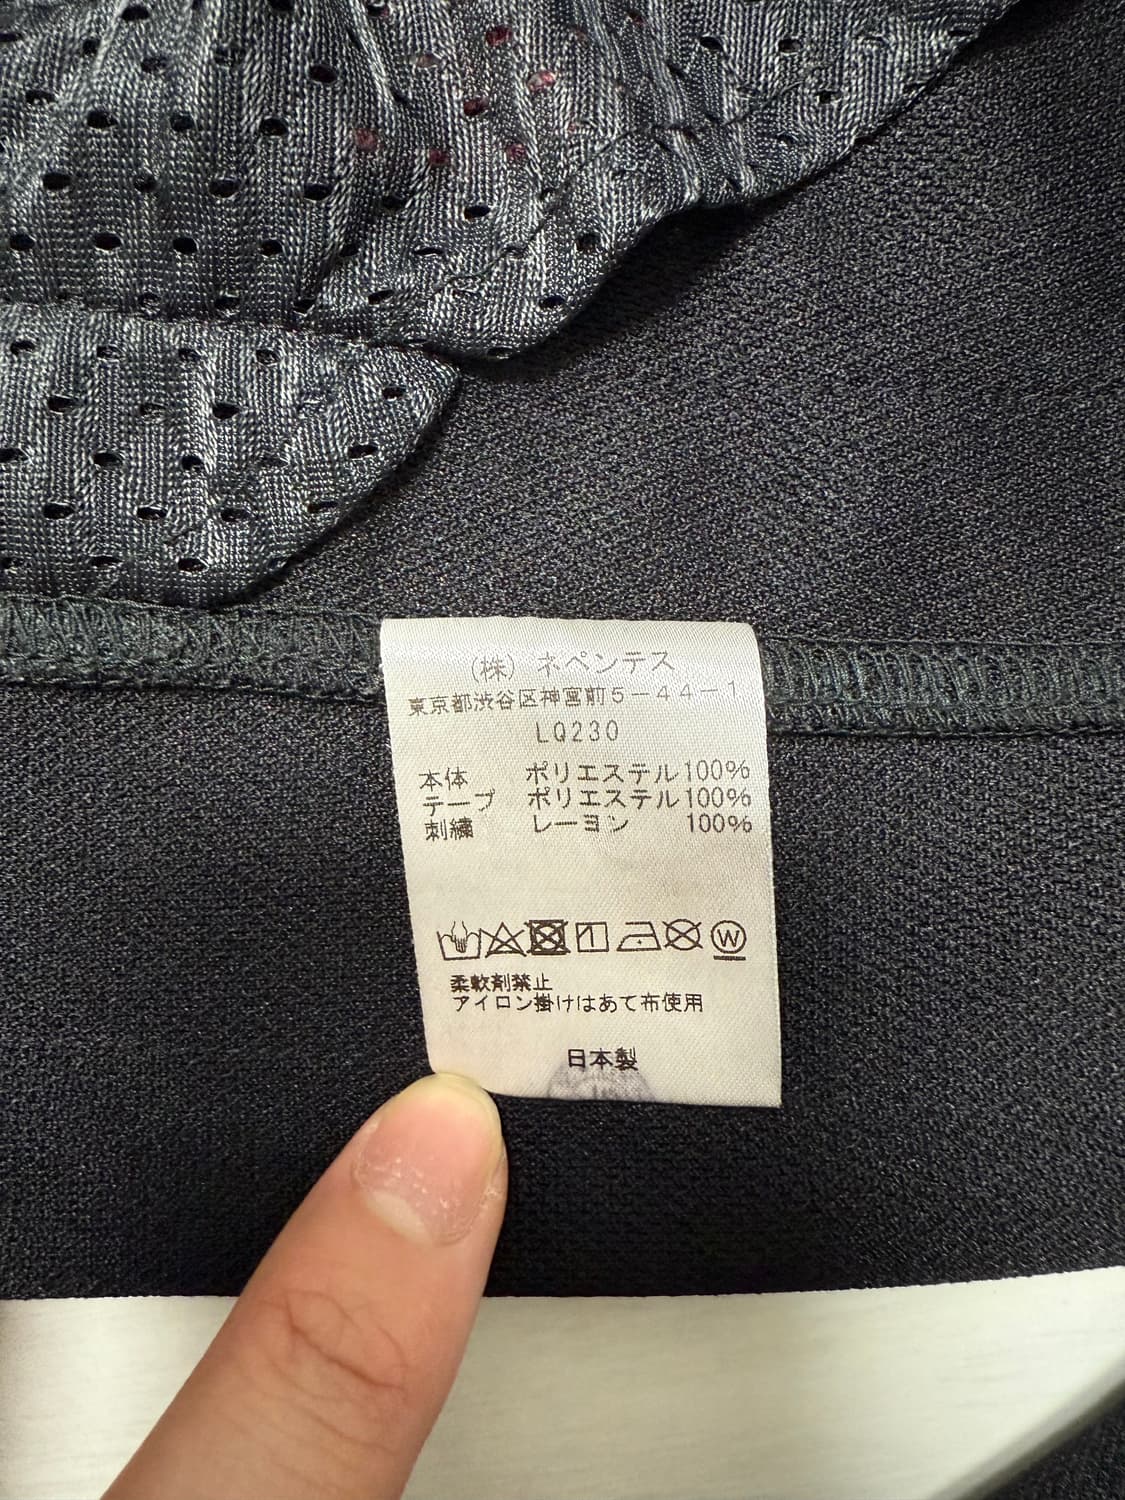 (株)ネペンテス
東京都渋谷区神宮前5-44-1
LQ230
本体 ポリエステル100%
テープ ポリエステル100%
刺繍 レーヨン 100%
W
柔軟剤禁止
アイロン掛けはあて布使用
日本製